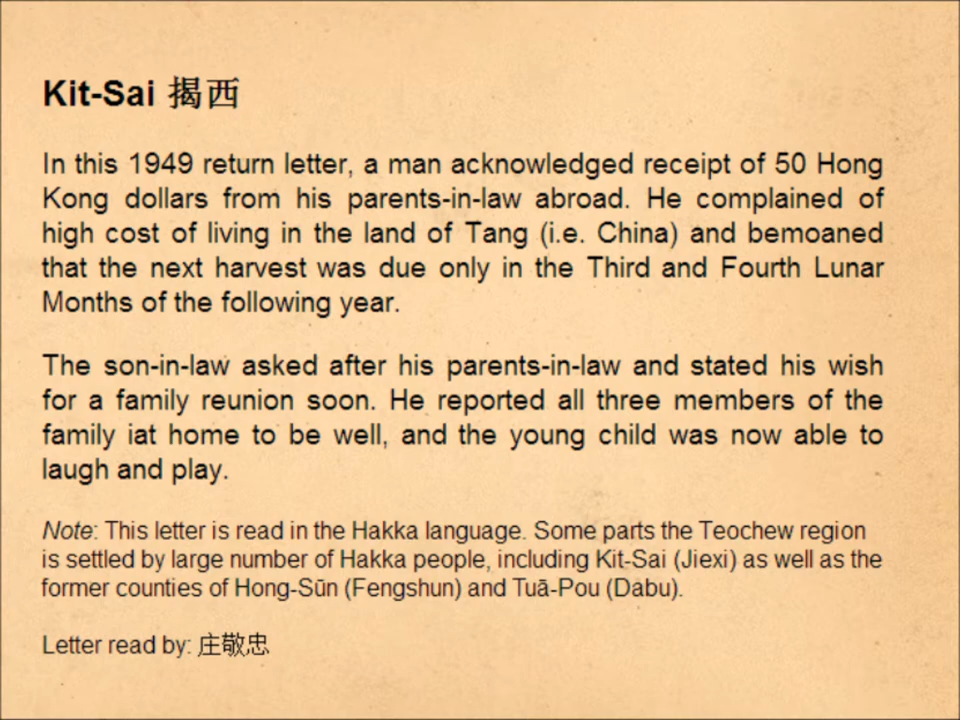 Kit-Sai 揭西
In this 1949 return letter, a man acknowledged receipt of 50 Hong
Kong dollars from his parents-in-law abroad. He complained of
high cost of living in the land of Tang (i.e. China) and bemoaned
that the next harvest was due only in the Third and Fourth Lunar
Months of the following year.
The son-in-law asked after his parents-in-law and stated his wish
for a family reunion soon. He reported all three members of the
family iat home to be well, and the young child was now able to
laugh and play.
Note: This letter is read in the Hakka language. Some parts the Teochew region
is settled by large number of Hakka people, including Kit-Sai (Jiexi) as well as the
former counties of Hong-Sūn (Fengshun) and Tuā-Pou (Dabu).
Letter read by: 庄敬忠